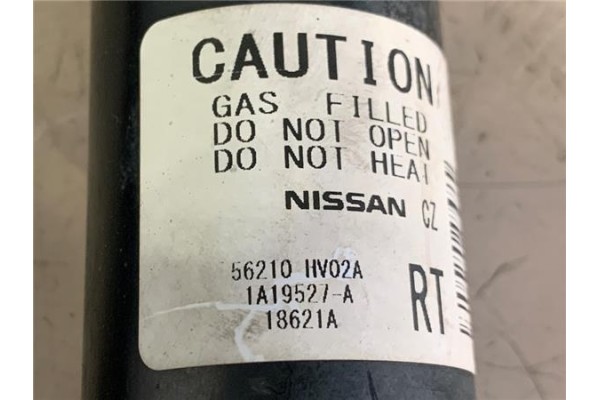 CAUTION
GAS FILLED
DO NOT OPEN
DO NOT HEAT
NISSAN CZ
56210 HV02A
1A19527-A
18621A
RT